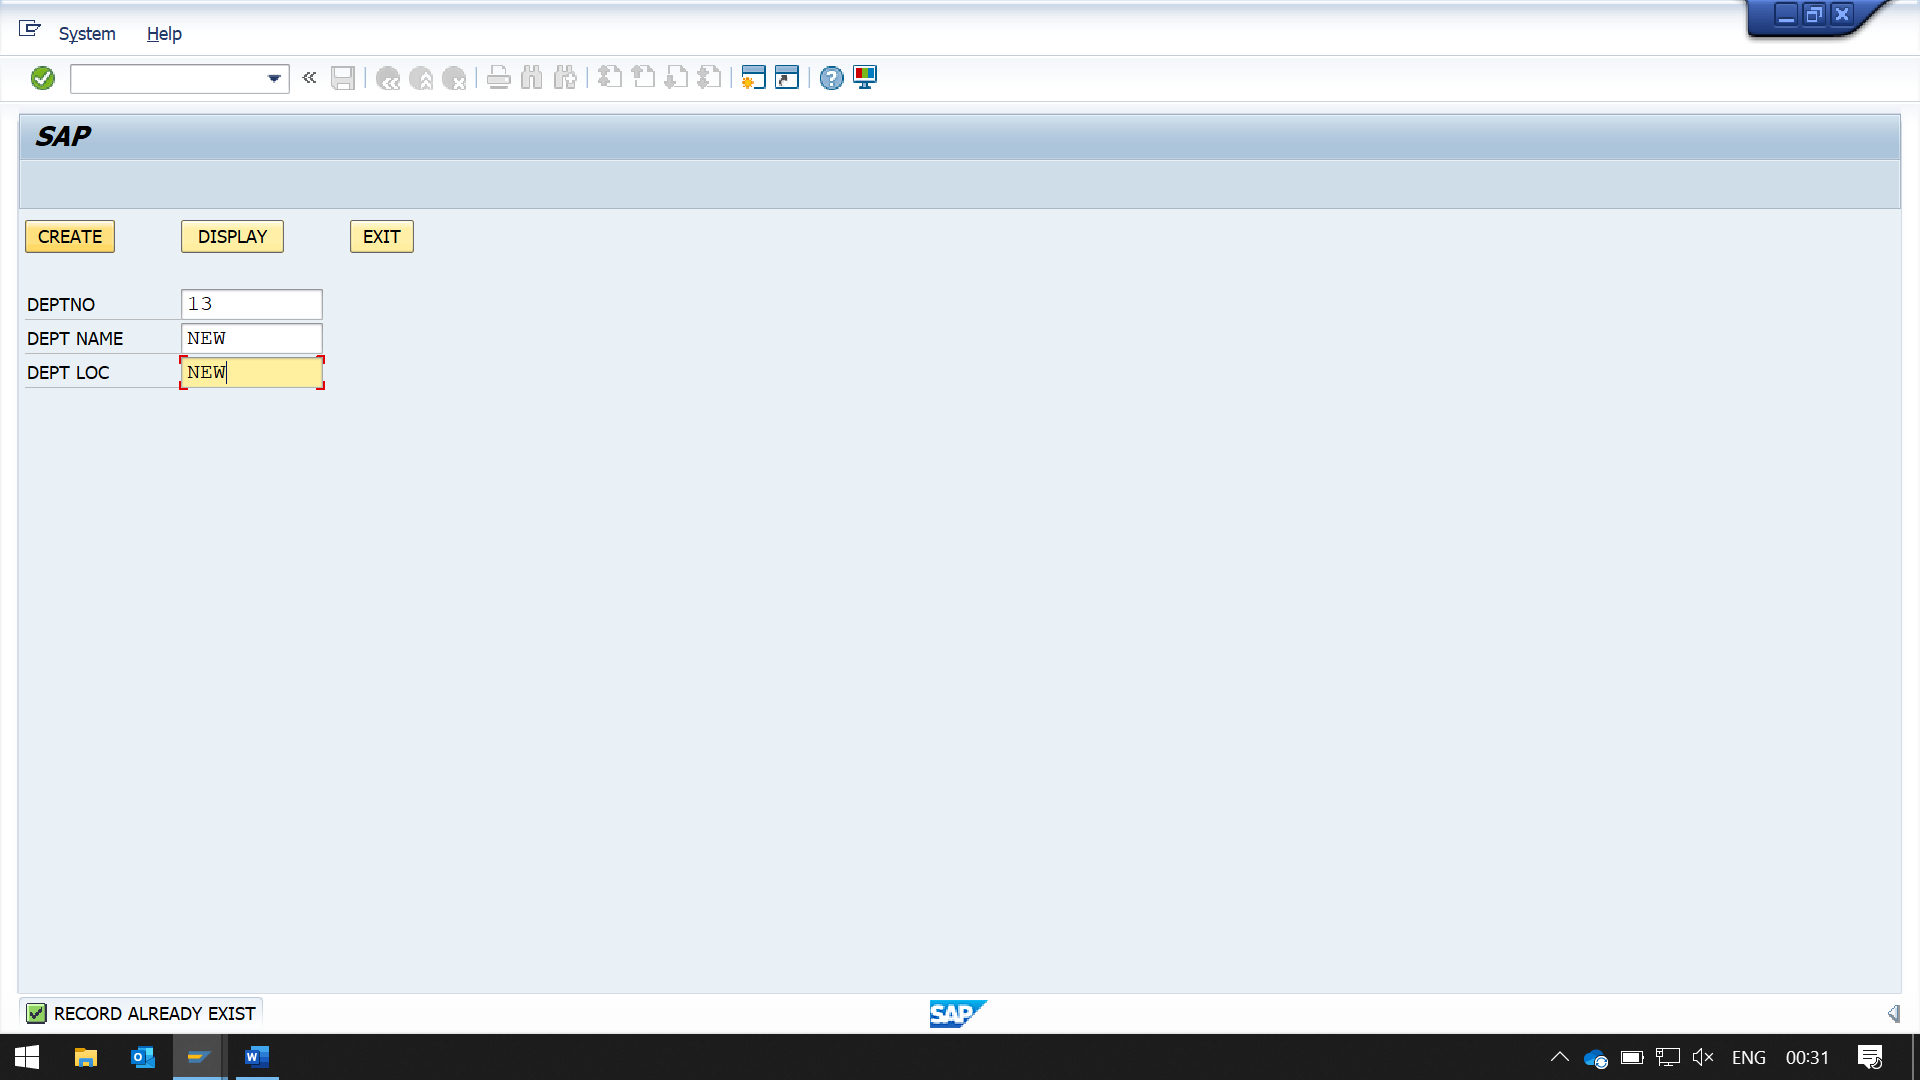 System Help
SAP
CREATE DISPLAY EXIT
DEPTNO 13
DEPT NAME NEW
DEPT LOC NEW
RECORD ALREADY EXIST
SAP
ENG 00:31